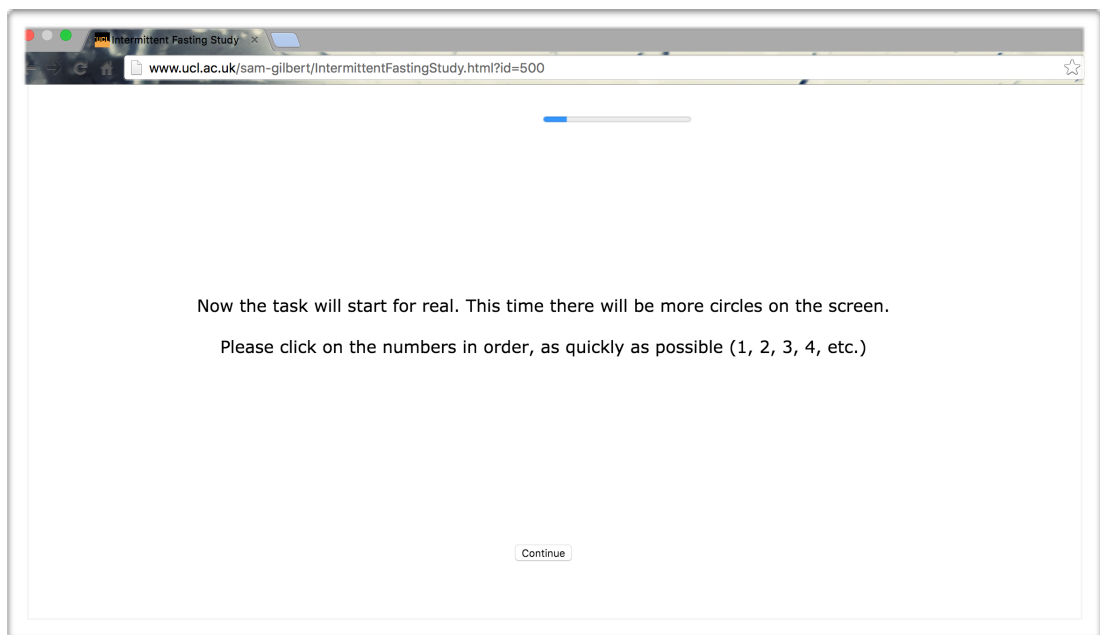 UCL Intermittent Fasting Study
www.ucl.ac.uk/sam-gilbert/IntermittentFastingStudy.html?id=500
Now the task will start for real. This time there will be more circles on the screen.
Please click on the numbers in order, as quickly as possible (1, 2, 3, 4, etc.)
Continue